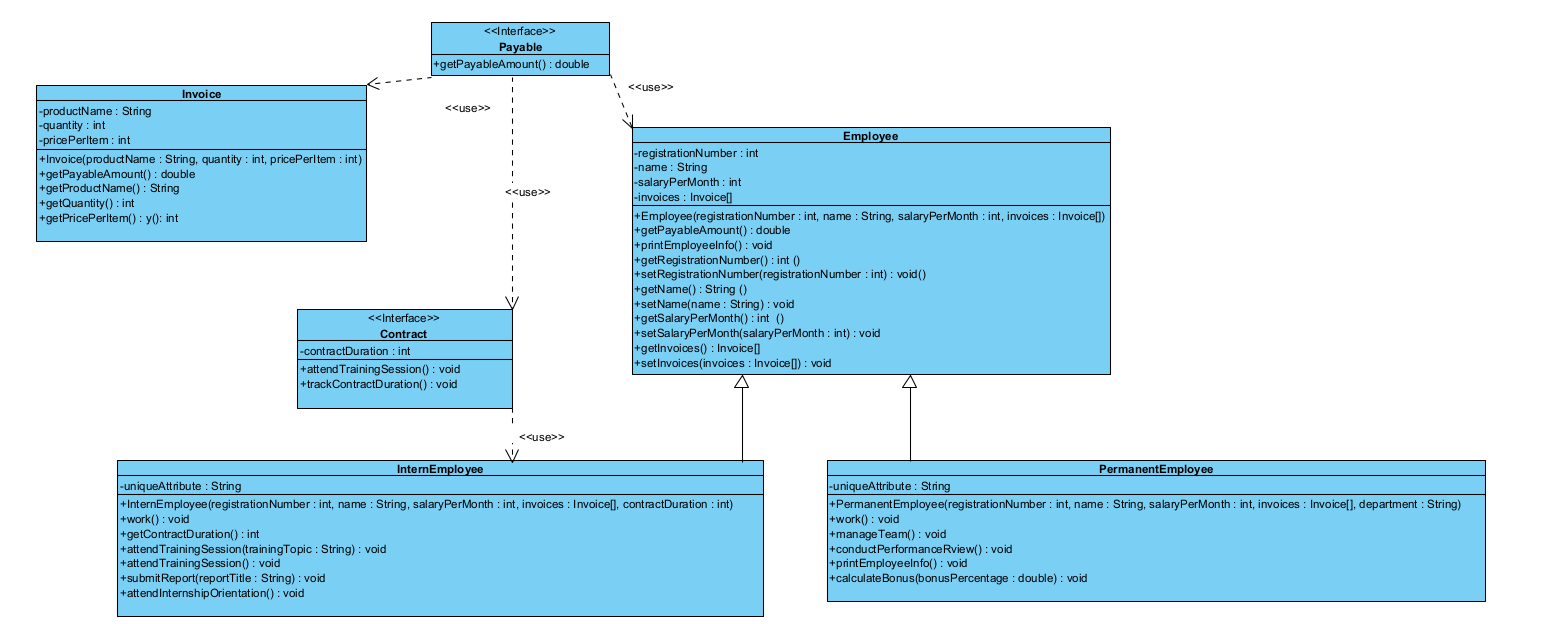 <<Interface>>
Payable
+getPayableAmount() : double
<<use>>
<<use>>
<<use>>
Invoice
-productName : String
-quantity : int
-pricePerItem : int
+Invoice(productName : String, quantity : int, pricePerItem : int)
+getPayableAmount() : double
+getProductName() : String
+getQuantity() : int
+getPricePerItem() : y(): int
Employee
-registrationNumber : int
-name : String
-salaryPerMonth : int
-invoices : Invoice[]
+Employee(registrationNumber : int, name : String, salaryPerMonth : int, invoices : Invoice[])
+getPayableAmount() : double
+printEmployeeInfo() : void
+getRegistrationNumber() : int ()
+setRegistrationNumber(registrationNumber : int) : void()
+getName() : String ()
+setName(name : String) : void
+getSalaryPerMonth() : int ()
+setSalaryPerMonth(salaryPerMonth : int) : void
+getInvoices() : Invoice[]
+setInvoices(invoices : Invoice[]) : void
<<Interface>>
Contract
-contractDuration : int
+attendTrainingSession() : void
+trackContractDuration() : void
<<use>>
InternEmployee
-uniqueAttribute : String
+InternEmployee(registrationNumber : int, name : String, salaryPerMonth : int, invoices : Invoice[], contractDuration : int)
+work() : void
+getContractDuration() : int
+attendTrainingSession(trainingTopic : String) : void
+attendTrainingSession() : void
+submitReport(reportTitle : String) : void
+attendInternshipOrientation() : void
PermanentEmployee
-uniqueAttribute : String
+PermanentEmployee(registrationNumber : int, name : String, salaryPerMonth : int, invoices : Invoice[], department : String)
+work() : void
+manageTeam() : void
+conductPerformanceRview() : void
+printEmployeeInfo() : void
+calculateBonus(bonusPercentage : double) : void